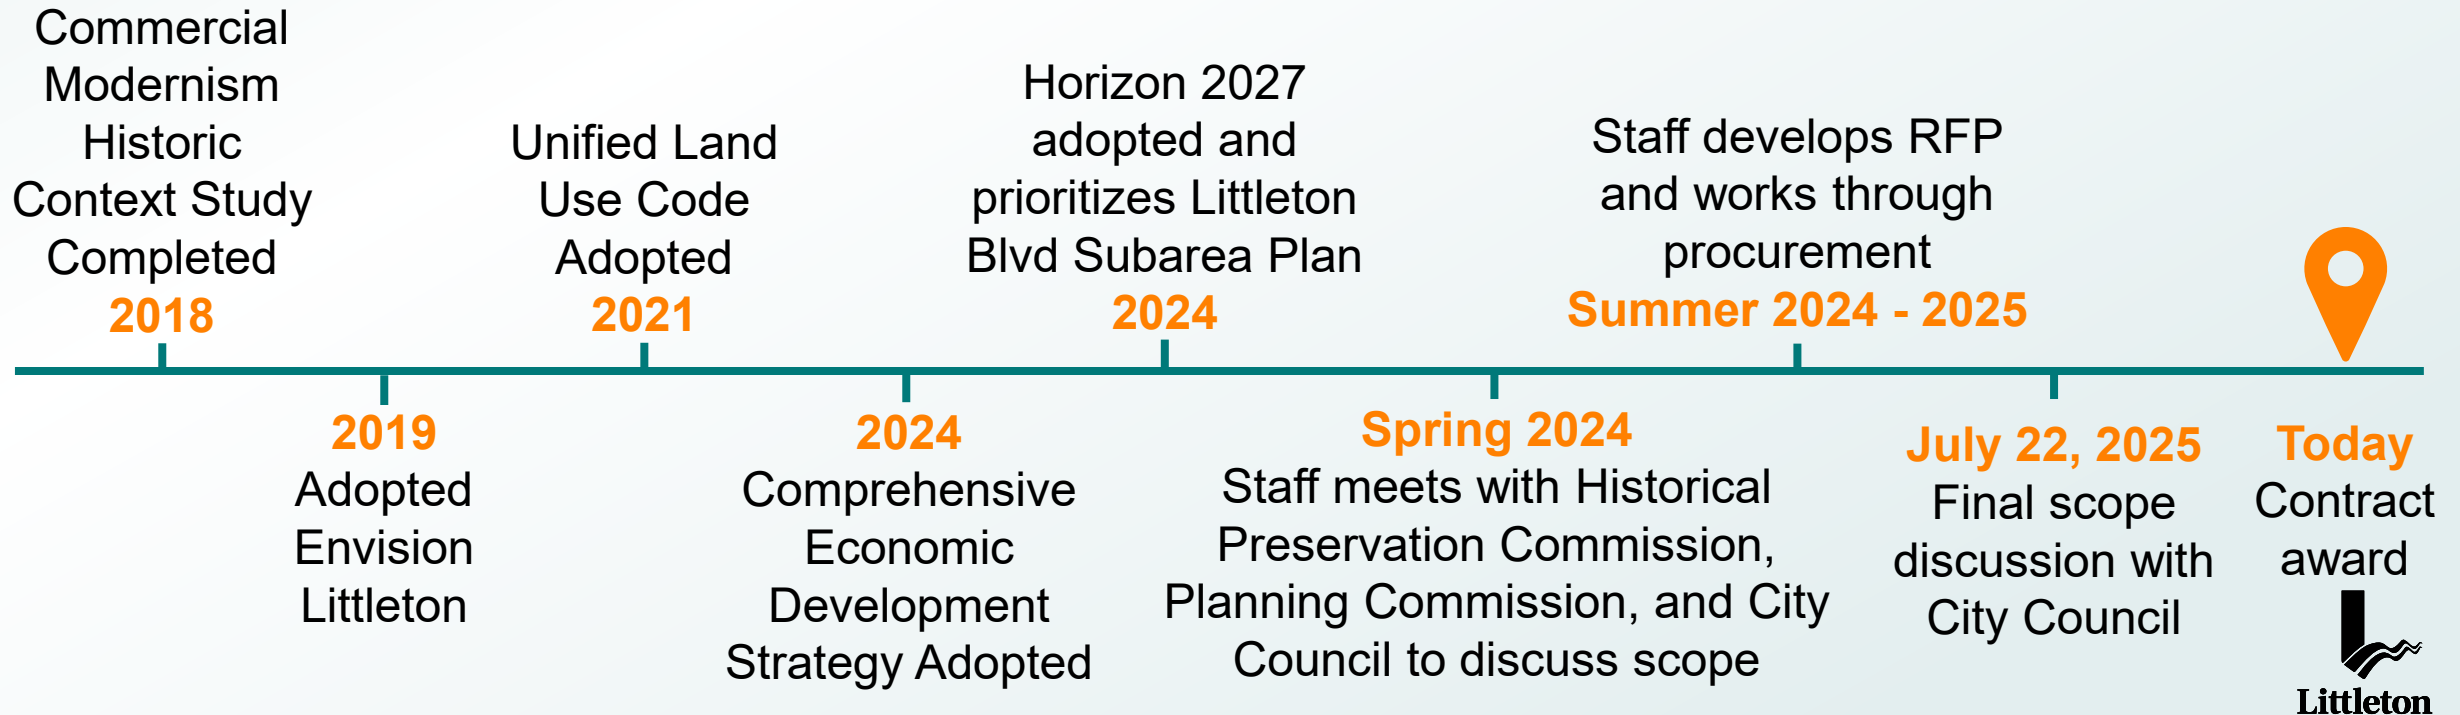 Commercial
Modernism
Historic
Context Study
Completed
2018
2019
Adopted
Envision
Littleton
Unified Land
Use Code
Adopted
2021
2024
Comprehensive
Economic
Development
Strategy Adopted
Horizon 2027
adopted and
prioritizes Littleton
Blvd Subarea Plan
2024
Spring 2024
Staff meets with Historical
Preservation Commission,
Planning Commission, and City
Council to discuss scope
Staff develops RFP
and works through
procurement
Summer 2024 - 2025
July 22, 2025
Final scope
discussion with
City Council
Today
Contract
award
Littleton